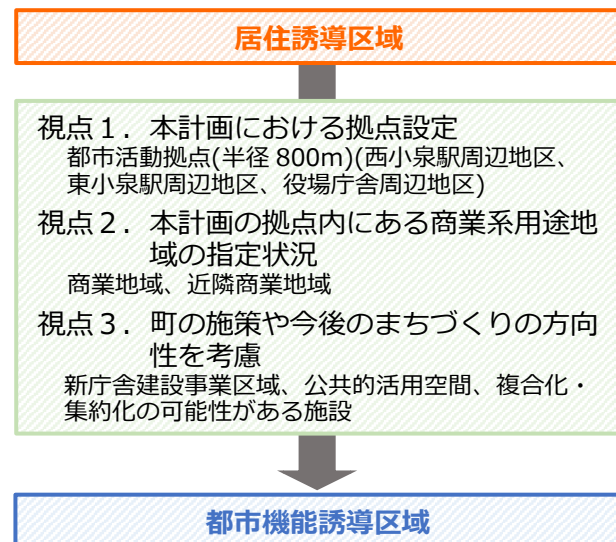 居住誘導区域
視点１．本計画における拠点設定
都市活動拠点(半径 800m)(西小泉駅周辺地区、
東小泉駅周辺地区、役場庁舎周辺地区)
視点２．本計画の拠点内にある商業系用途地
域の指定状況
商業地域、近隣商業地域
視点３．町の施策や今後のまちづくりの方向
性を考慮
新庁舎建設事業区域、公共的活用空間、複合化・
集約化の可能性がある施設
都市機能誘導区域